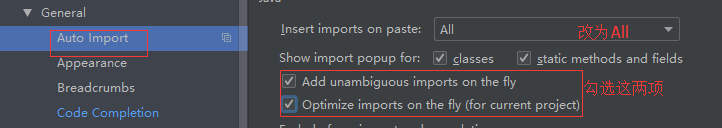 General
Auto Import
Appearance
Breadcrumbs
Code Completion
Insert imports on paste: All 改为All
Show import popup for: classes static methods and fields
Add unambiguous imports on the fly
Optimize imports on the fly (for current project)
勾选这两项